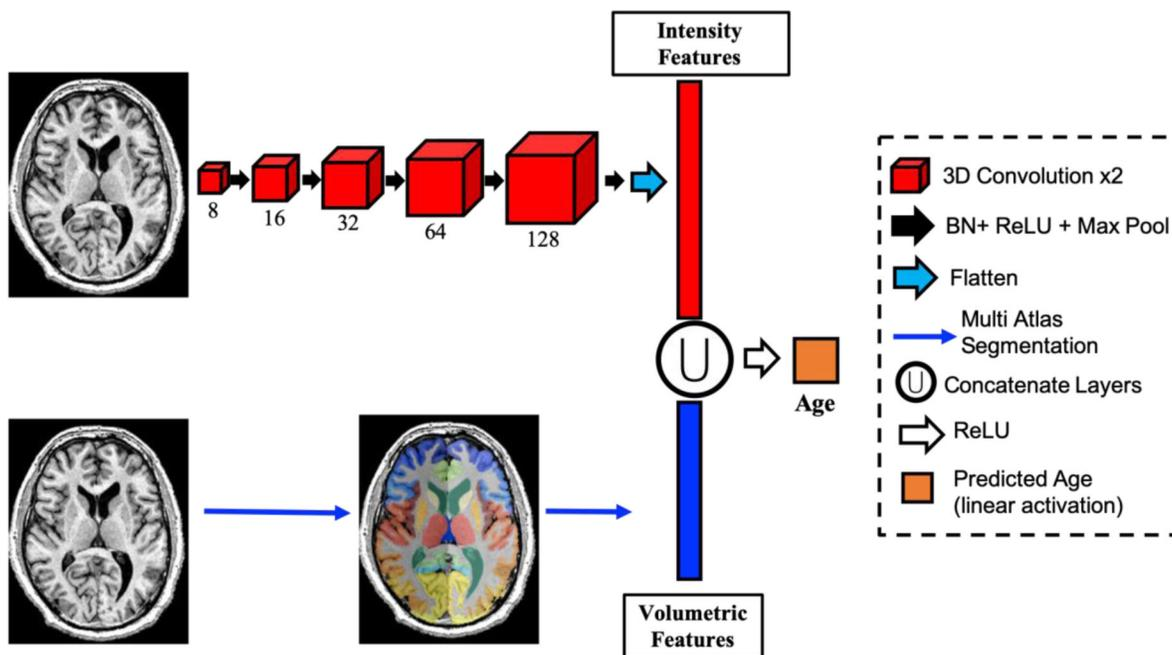 Intensity
Features
8
16
32
64
128
Age
Volumetric
Features
3D Convolution x2
BN+ ReLU + Max Pool
Flatten
Multi Atlas
Segmentation
U
Concatenate Layers
ReLU
Predicted Age
(linear activation)
U